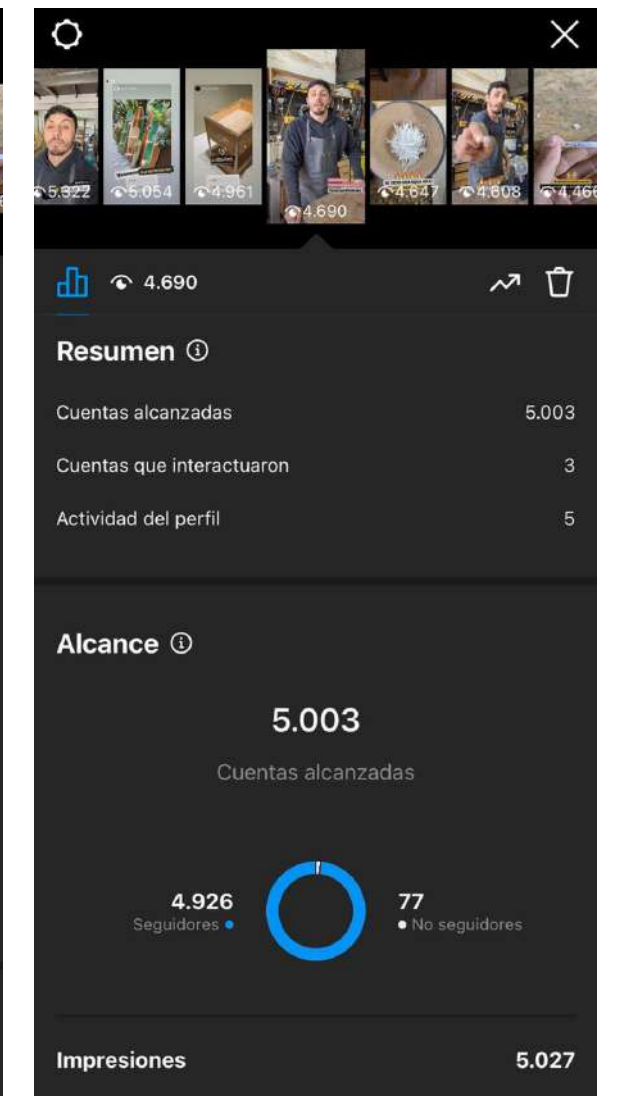 5.322 5.054 4.961 4.690 4.647 4.608 4.466
4.690
Resumen
Cuentas alcanzadas 5.003
Cuentas que interactuaron 3
Actividad del perfil 5
Alcance
5.003
Cuentas alcanzadas
4.926 77
Seguidores No seguidores
Impresiones 5.027